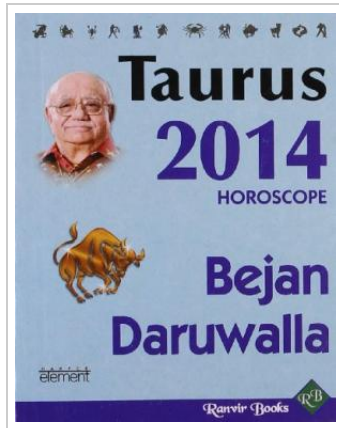 Taurus
2014
HOROSCOPE
Bejan
Daruwalla
element
Ranvir Books
RB